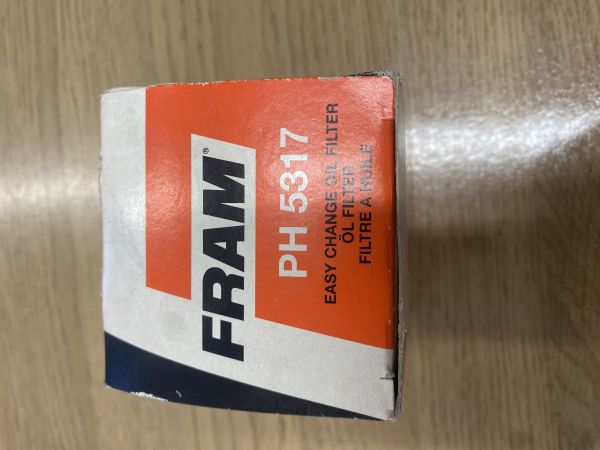 FRAM®
PH 5317
EASY CHANGE OIL FILTER
ÖL FILTER
FILTRE A HUILE